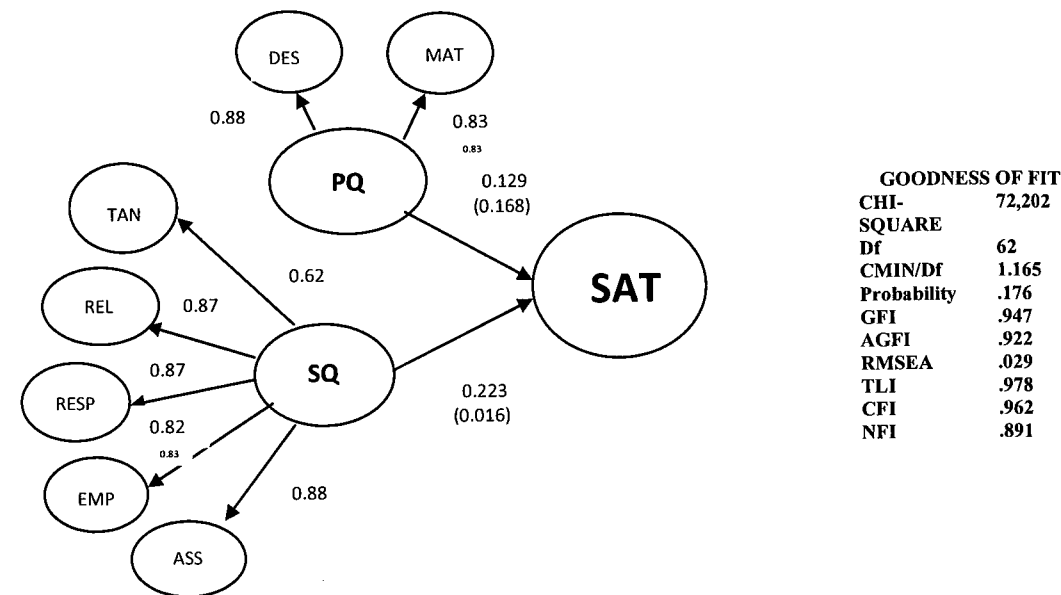 DES
MAT
0.88
0.83
0.83
PQ
0.129
(0.168)
TAN
SAT
0.62
REL
0.87
SQ
0.87
RESP
0.82
0.83
0.223
(0.016)
EMP
0.88
ASS
GOODNESS OF FIT
CHI- 72,202
SQUARE
Df 62
CMIN/Df 1.165
Probability .176
GFI .947
AGFI .922
RMSEA .029
TLI .978
CFI .962
NFI .891